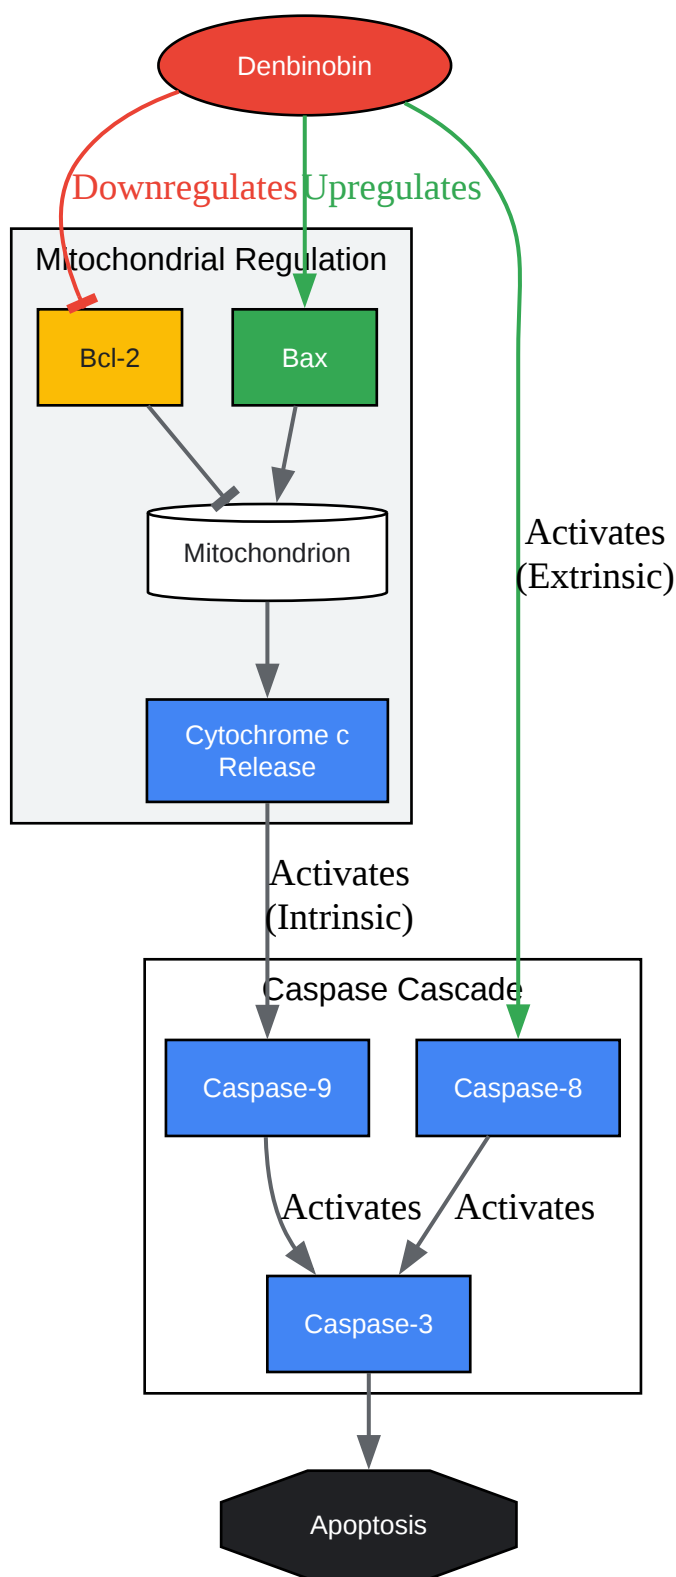 Denbinobin
Downregulates
Upregulates
Mitochondrial Regulation
Bcl-2
Bax
Activates
(Extrinsic)
Mitochondrion
Cytochrome c
Release
Activates
(Intrinsic)
Caspase Cascade
Caspase-9
Caspase-8
Activates
Activates
Caspase-3
Apoptosis